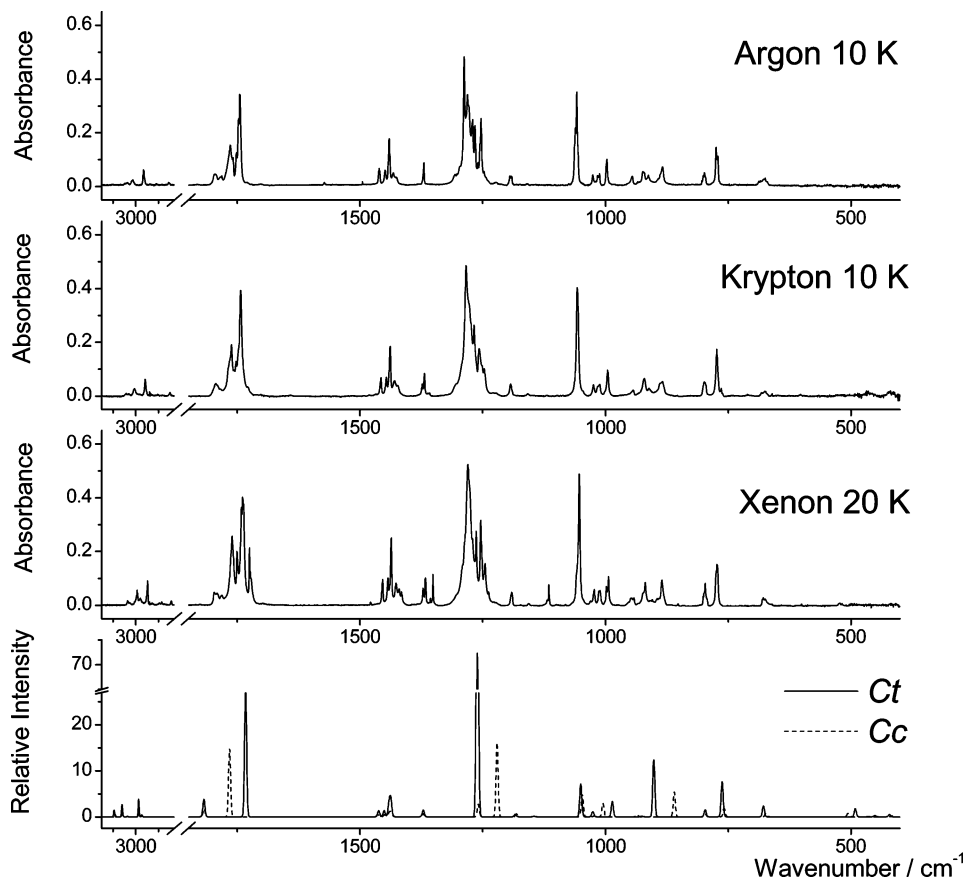 0.6
Argon 10 K
Absorbance
0.4
0.2
0.0
3000 1500 1000 500
0.6
Krypton 10 K
Absorbance
0.4
0.2
0.0
3000 1500 1000 500
0.6
Xenon 20 K
Absorbance
0.4
0.2
0.0
3000 1500 1000 500
Relative Intensity
70
20
10
0
Ct
Cc
3000 1500 1000 500
Wavenumber / cm⁻¹